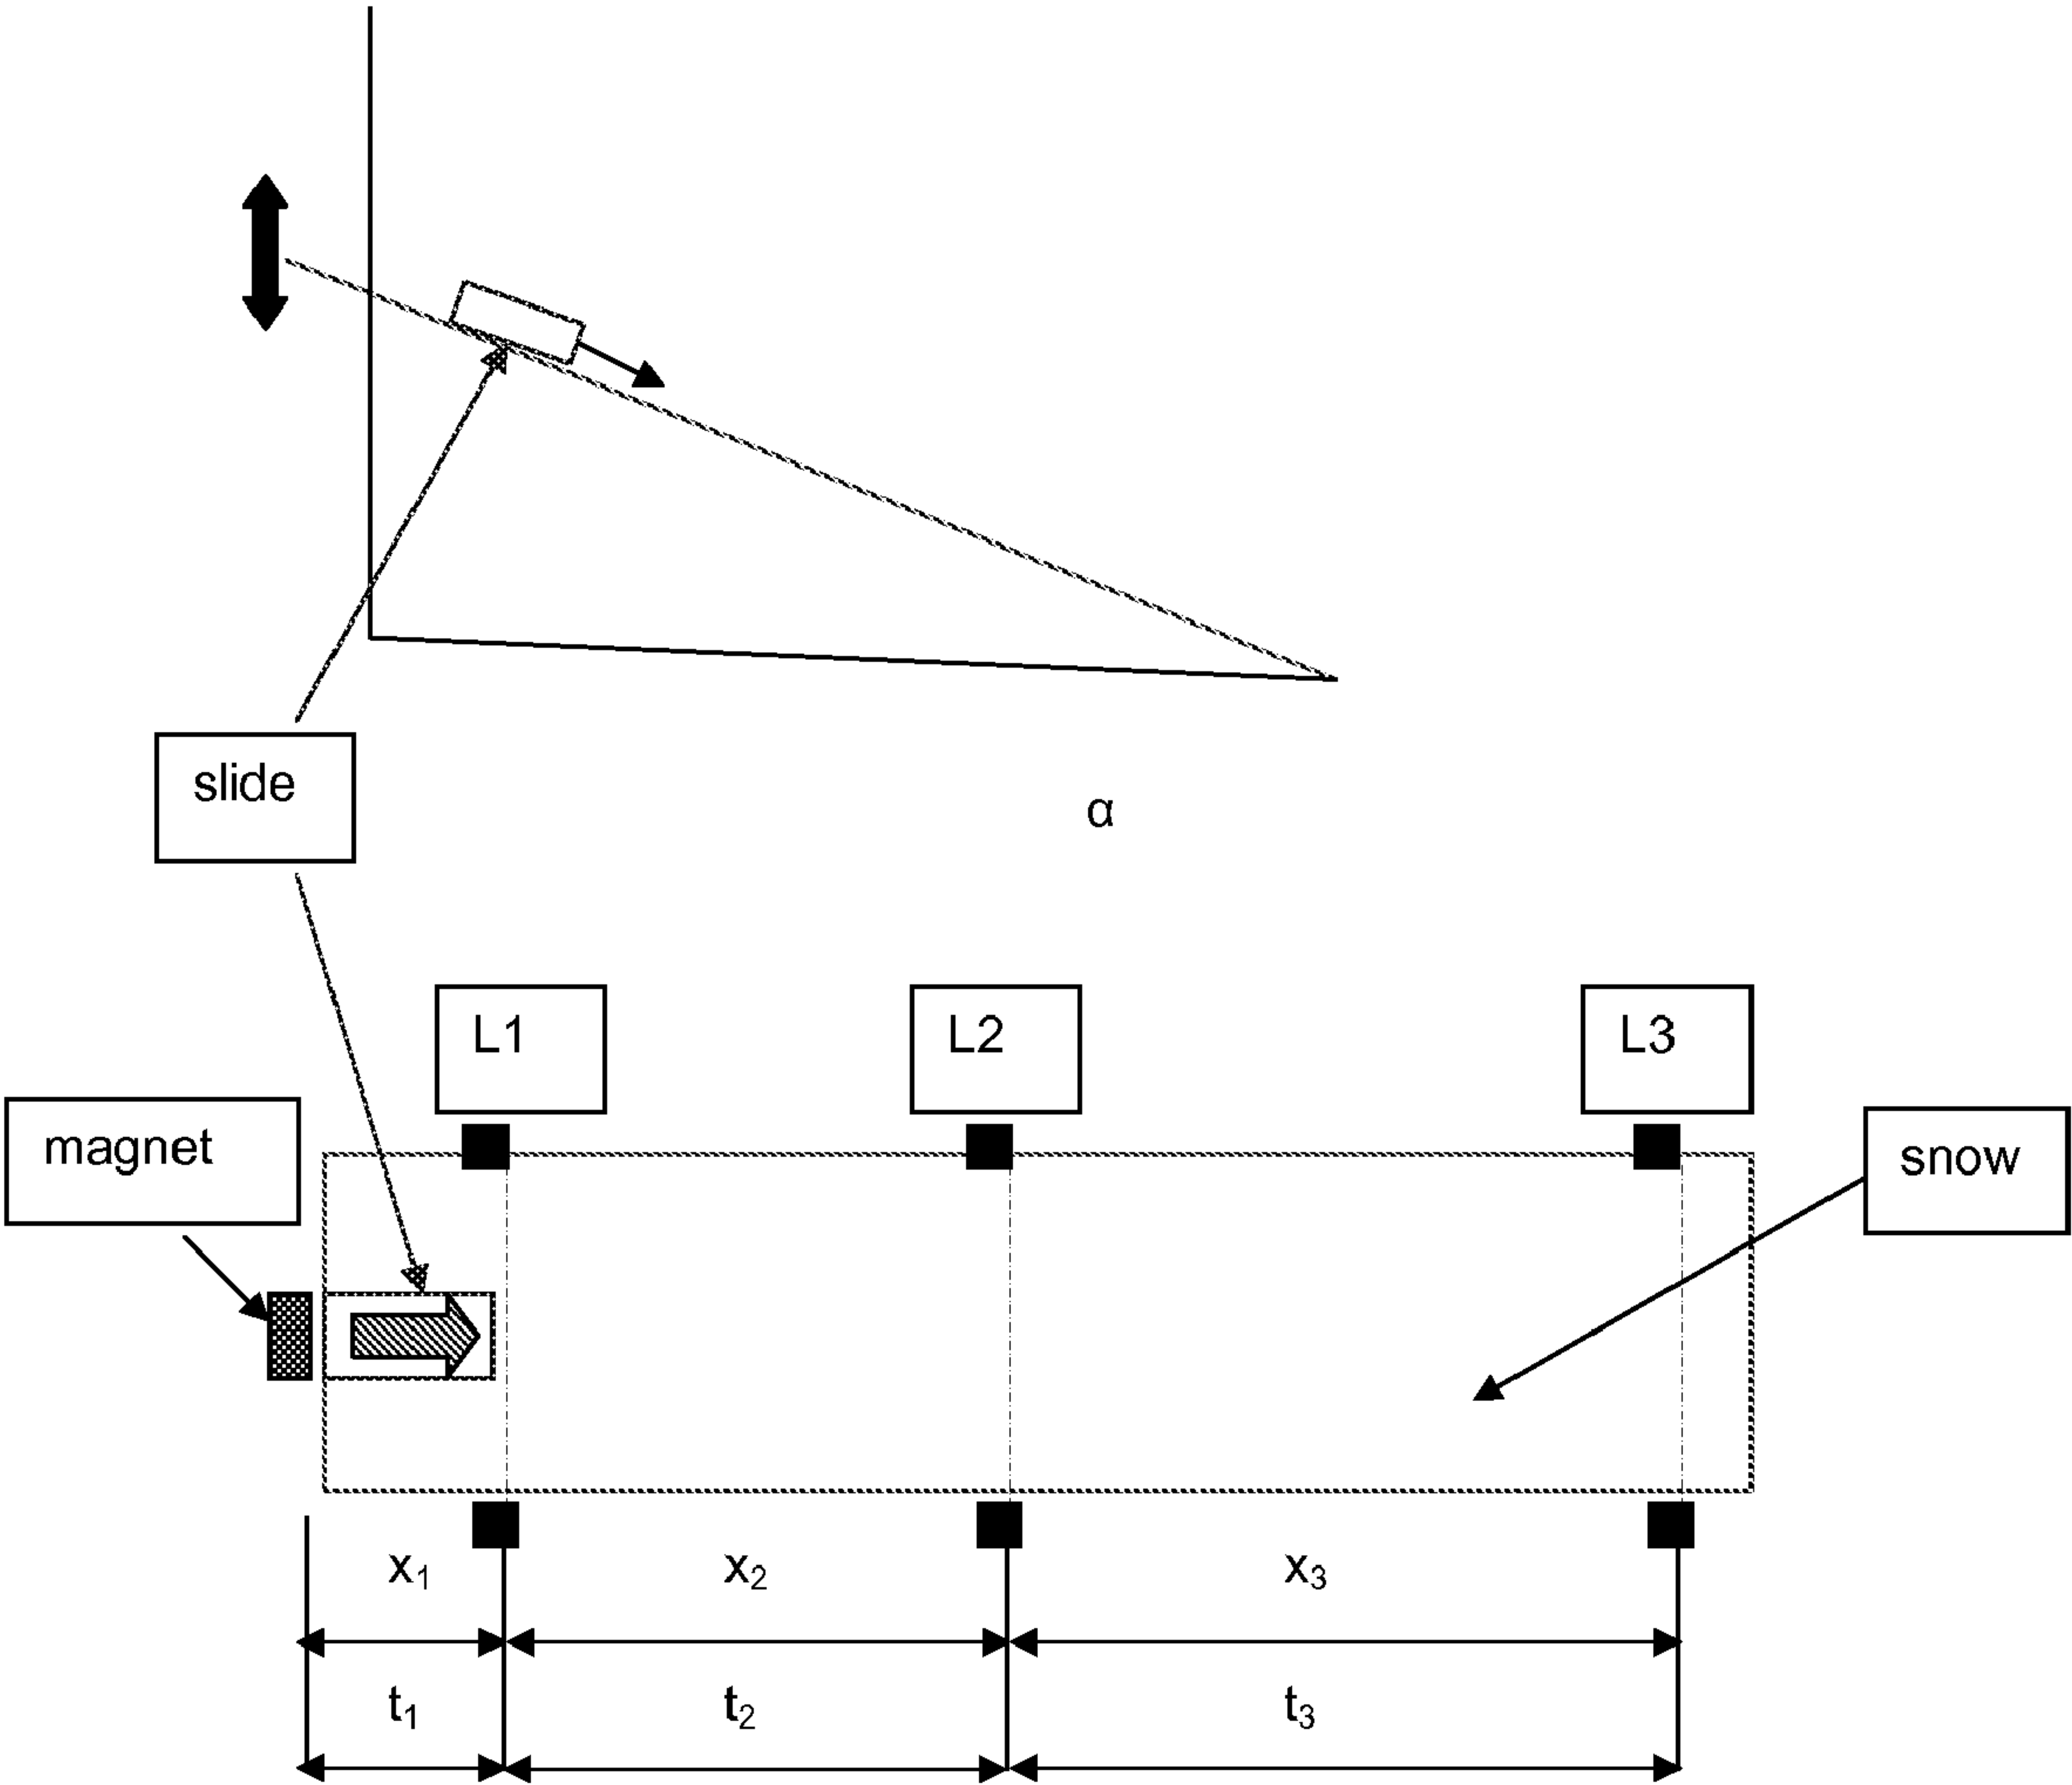 slide
α
L1
L2
L3
magnet
snow
x₁
x₂
x₃
t₁
t₂
t₃